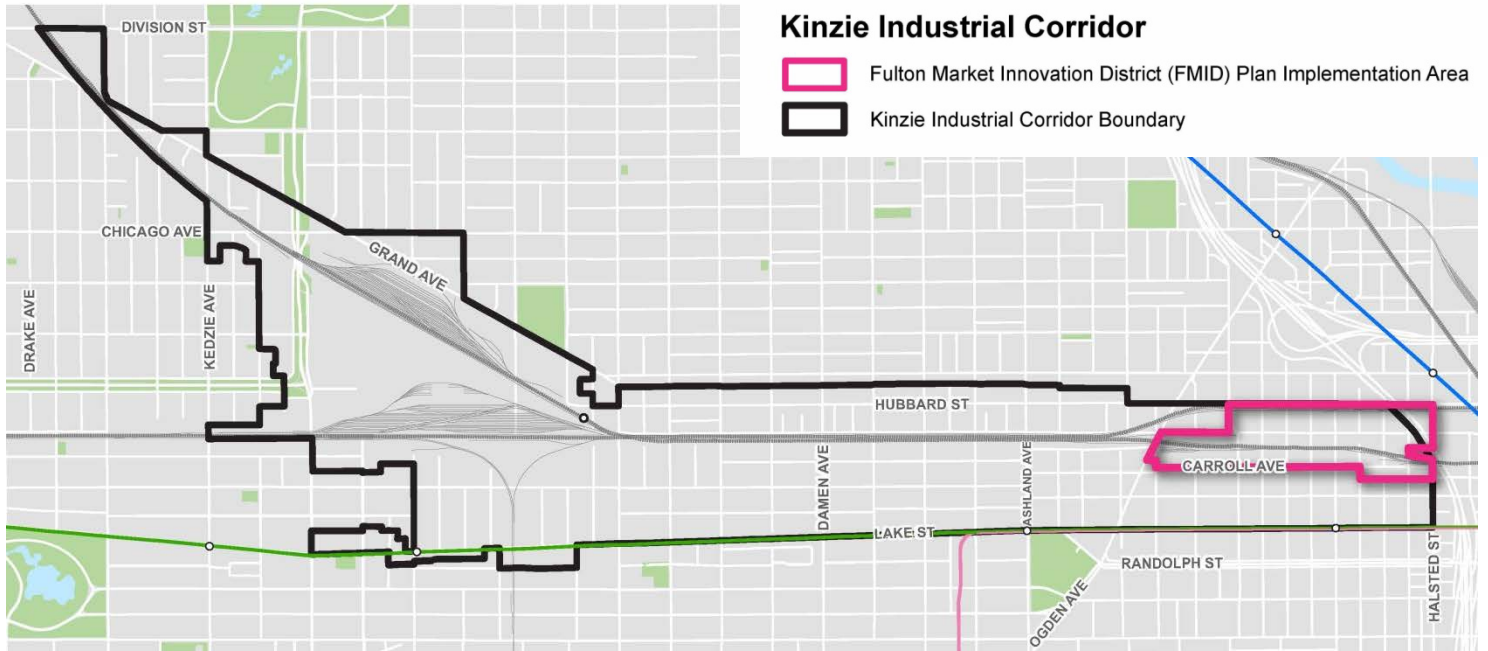 Kinzie Industrial Corridor
Fulton Market Innovation District (FMID) Plan Implementation Area
Kinzie Industrial Corridor Boundary
DIVISION ST
CHICAGO AVE
GRAND AVE
DRAKE AVE
KEDZIE AVE
HUBBARD ST
DAMEN AVE
ASHLAND AVE
CARROLL AVE
LAKE ST
RANDOLPH ST
OGDEN AVE
HALSTED ST